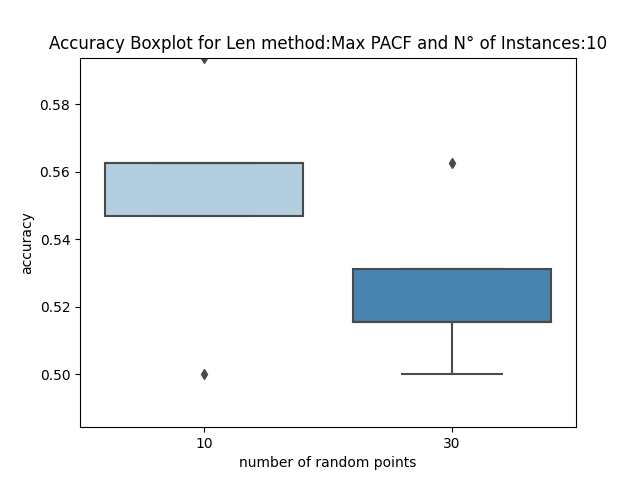 Accuracy Boxplot for Len method:Max PACF and N° of Instances:10
0.58
0.56
0.54
0.52
0.50
accuracy
10 30
number of random points